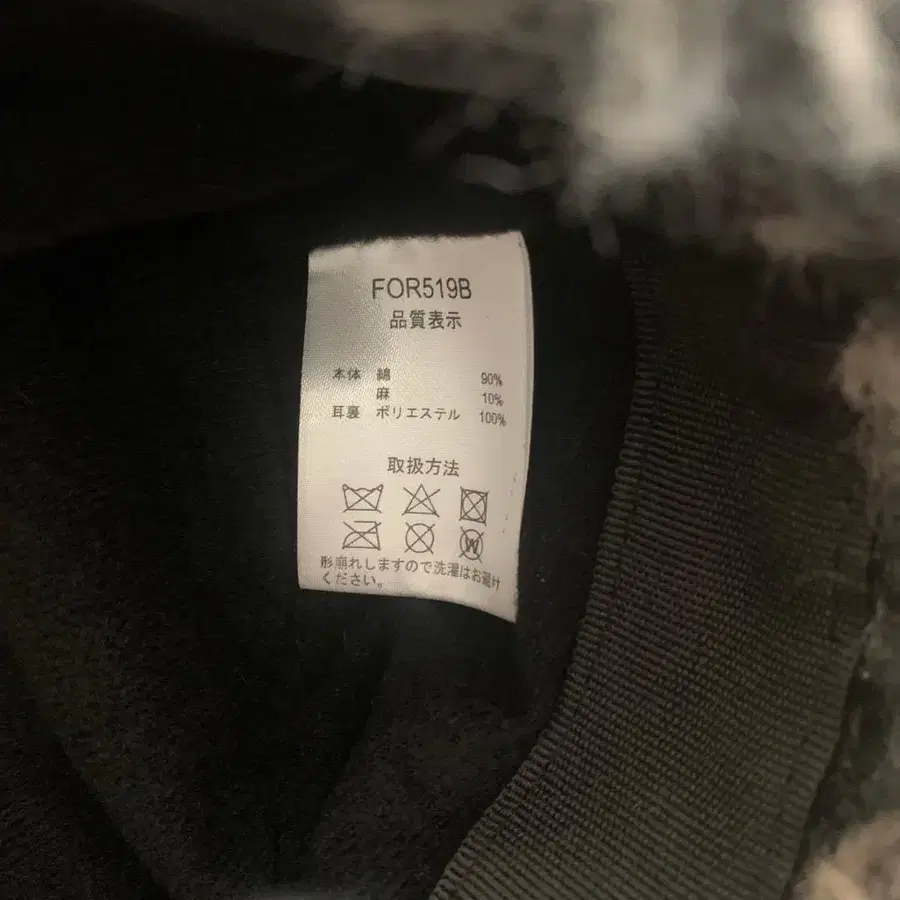 FOR519B
品質表示
本体 綿 90%
麻 10%
耳裏 ポリエステル 100%
取扱方法
W
形崩れしますので洗濯はお避け
ください。